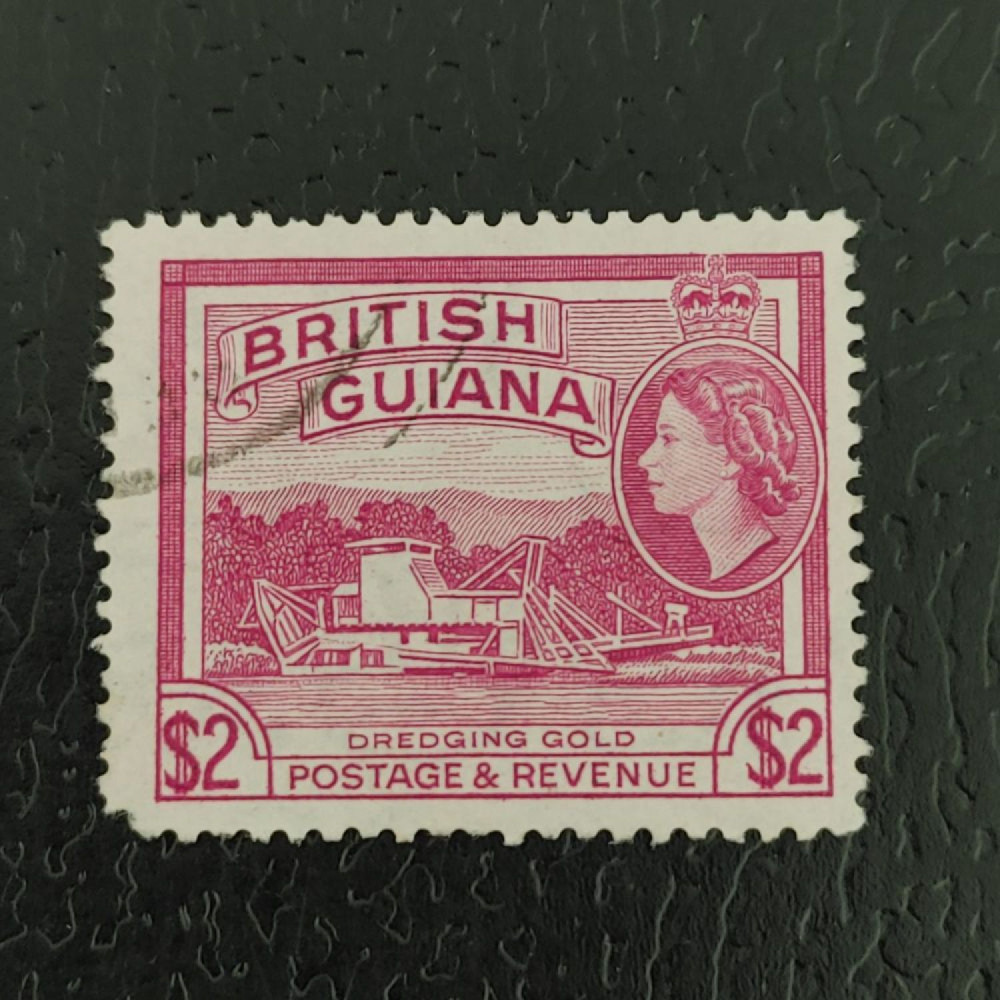 BRITISH
GUIANA
DREDGING GOLD
$2 POSTAGE & REVENUE $2